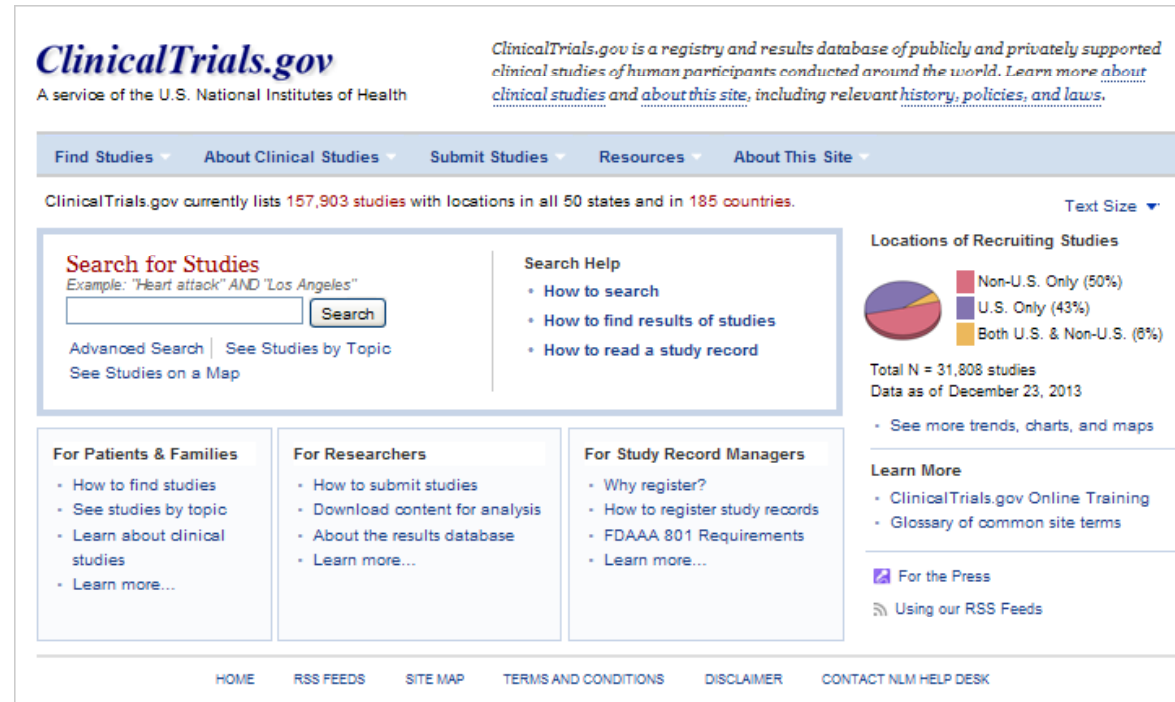 ClinicalTrials.gov
A service of the U.S. National Institutes of Health
ClinicalTrials.gov is a registry and results database of publicly and privately supported
clinical studies of human participants conducted around the world. Learn more about
clinical studies and about this site, including relevant history, policies, and laws.
Find Studies
About Clinical Studies
Submit Studies
Resources
About This Site
ClinicalTrials.gov currently lists 157,903 studies with locations in all 50 states and in 185 countries.
Text Size
Search for Studies
Example: "Heart attack" AND "Los Angeles"
Search
Advanced Search
See Studies by Topic
See Studies on a Map
Search Help
• How to search
• How to find results of studies
• How to read a study record
Locations of Recruiting Studies
Non-U.S. Only (50%)
U.S. Only (43%)
Both U.S. & Non-U.S. (6%)
Total N = 31,808 studies
Data as of December 23, 2013
• See more trends, charts, and maps
Learn More
• ClinicalTrials.gov Online Training
• Glossary of common site terms
For the Press
Using our RSS Feeds
For Patients & Families
• How to find studies
• See studies by topic
• Learn about clinical
studies
• Learn more...
For Researchers
• How to submit studies
• Download content for analysis
• About the results database
• Learn more...
For Study Record Managers
• Why register?
• How to register study records
• FDAAA 801 Requirements
• Learn more...
HOME
RSS FEEDS
SITE MAP
TERMS AND CONDITIONS
DISCLAIMER
CONTACT NLM HELP DESK